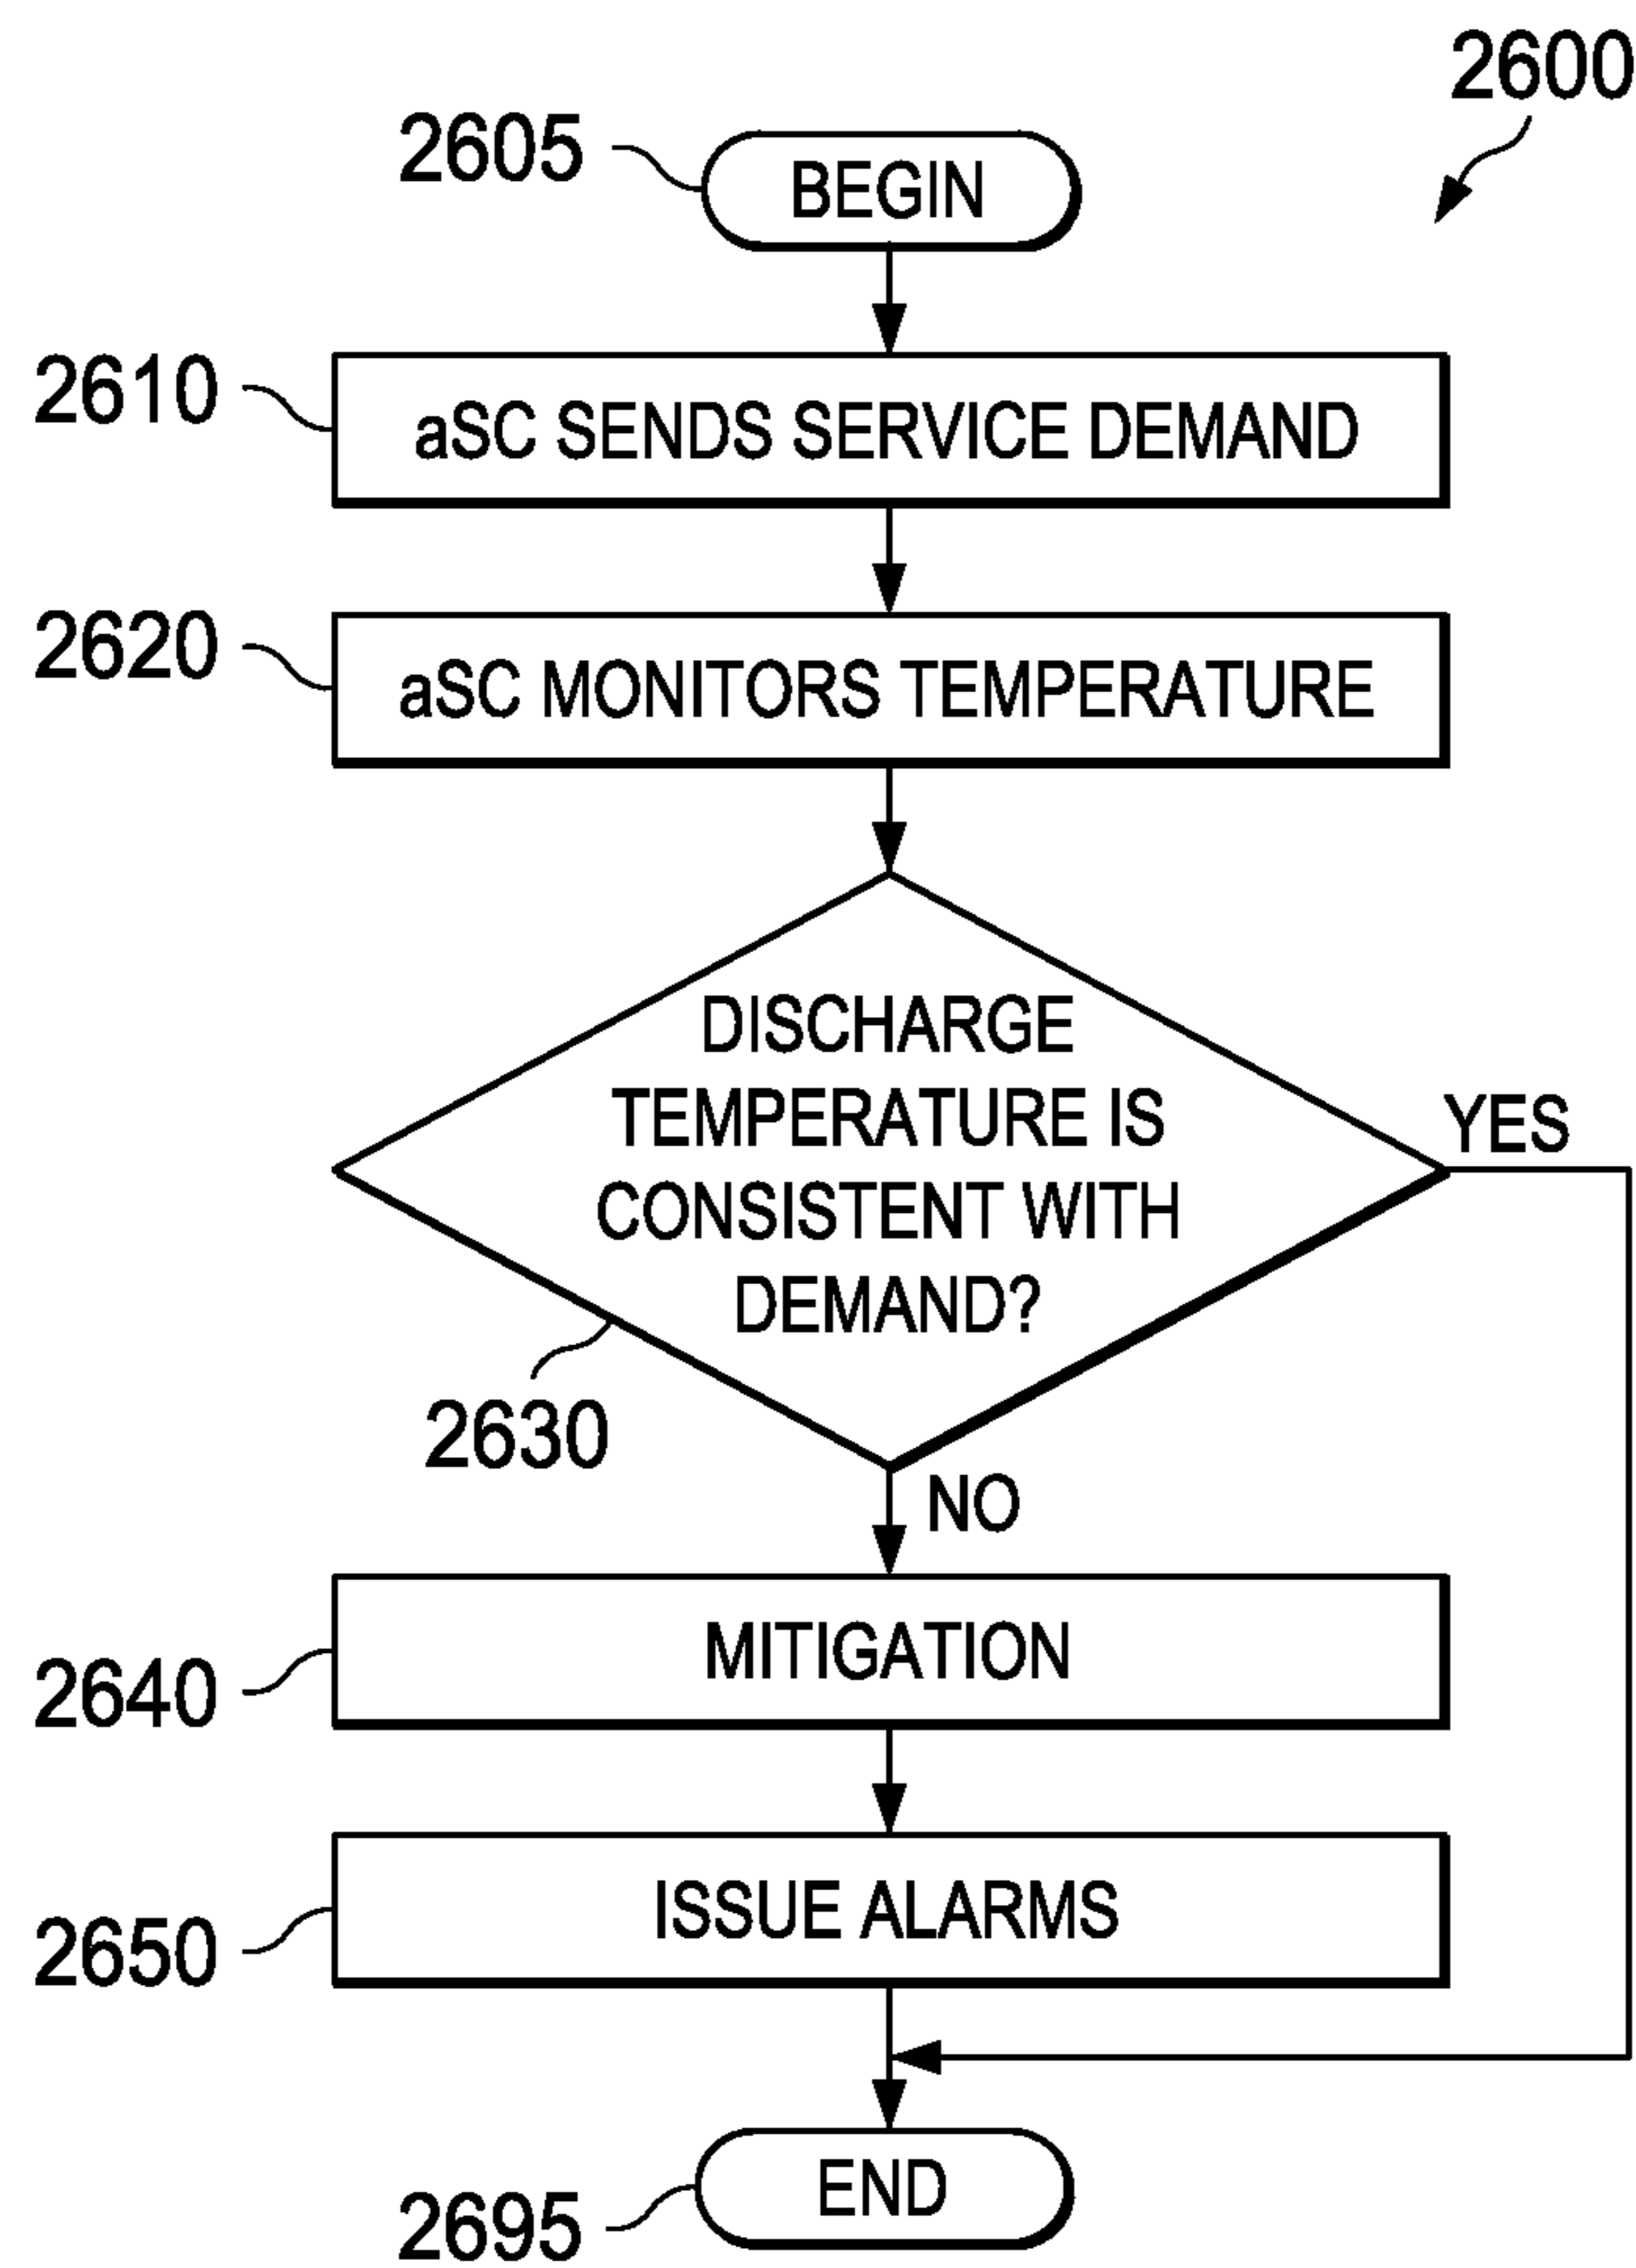 2600
2605
BEGIN
2610
aSC SENDS SERVICE DEMAND
2620
aSC MONITORS TEMPERATURE
DISCHARGE
TEMPERATURE IS
CONSISTENT WITH
DEMAND?
YES
2630
NO
2640
MITIGATION
2650
ISSUE ALARMS
2695
END